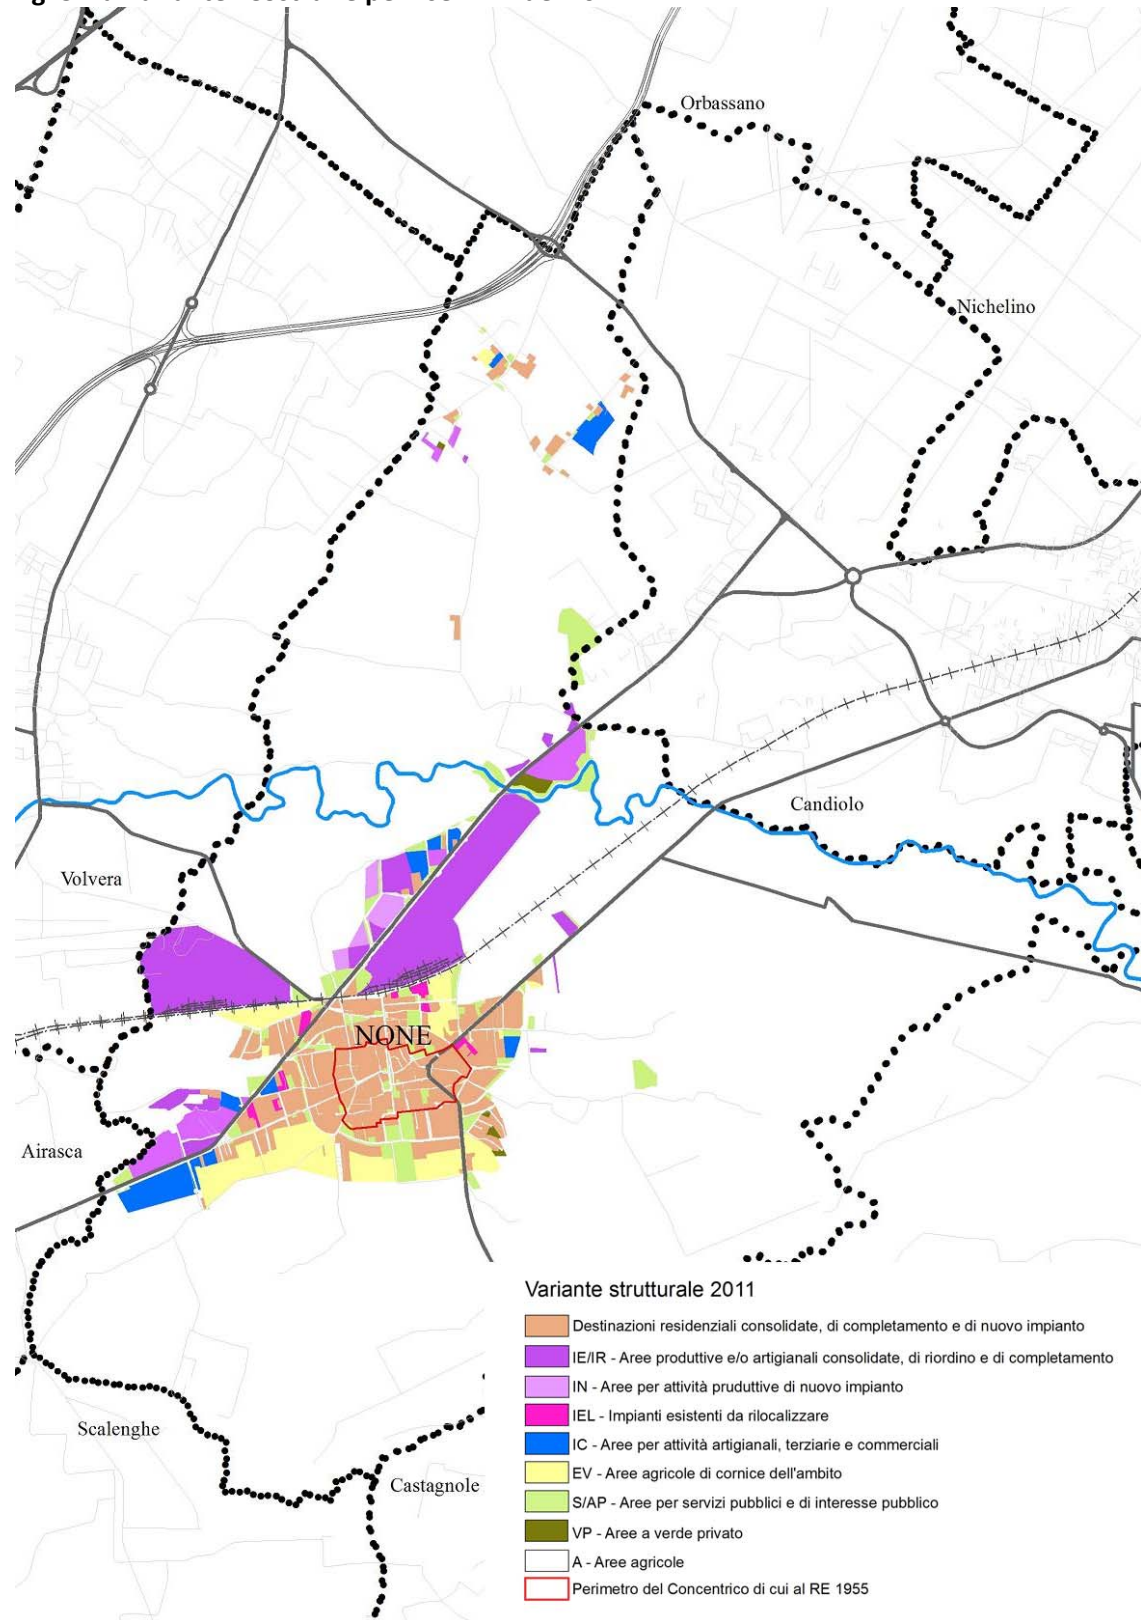 Orbassano
Nichelino
Candiolo
Volvera
NONE
Airasca
Scalenghe
Castagnole
Variante strutturale 2011
Destinazioni residenziali consolidate, di completamento e di nuovo impianto
IE/IR - Aree produttive e/o artigianali consolidate, di riordino e di completamento
IN - Aree per attività pruduttive di nuovo impianto
IEL - Impianti esistenti da rilocalizzare
IC - Aree per attività artigianali, terziarie e commerciali
EV - Aree agricole di cornice dell'ambito
S/AP - Aree per servizi pubblici e di interesse pubblico
VP - Aree a verde privato
A - Aree agricole
Perimetro del Concentrico di cui al RE 1955